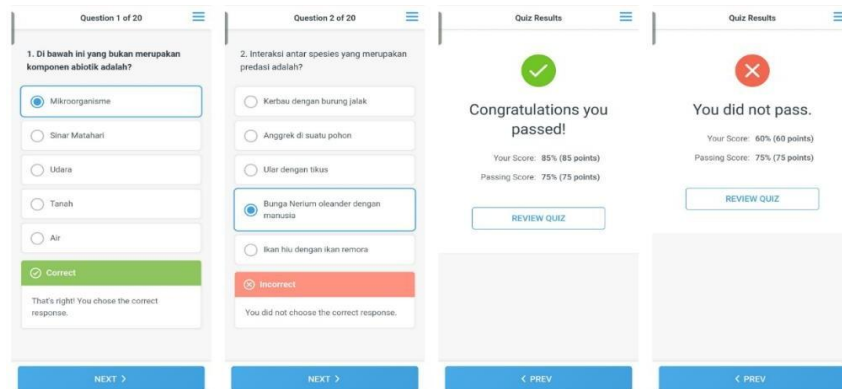 Question 1 of 20
1. Di bawah ini yang bukan merupakan
komponen abiotik adalah?
Mikroorganisme
Sinar Matahari
Udara
Tanah
Air
Correct
That's right! You chose the correct
response.
NEXT >
Question 2 of 20
2. Interaksi antar spesies yang merupakan
predasi adalah?
Kerbau dengan burung jalak
Anggrek di suatu pohon
Ular dengan tikus
Bunga Nerium oleander dengan
manusia
Ikan hiu dengan ikan remora
Incorrect
You did not choose the correct response.
NEXT >
Quiz Results
Congratulations you
passed!
Your Score: 85% (85 points)
Passing Score: 75% (75 points)
REVIEW QUIZ
< PREV
Quiz Results
You did not pass.
Your Score: 60% (60 points)
Passing Score: 75% (75 points)
REVIEW QUIZ
< PREV